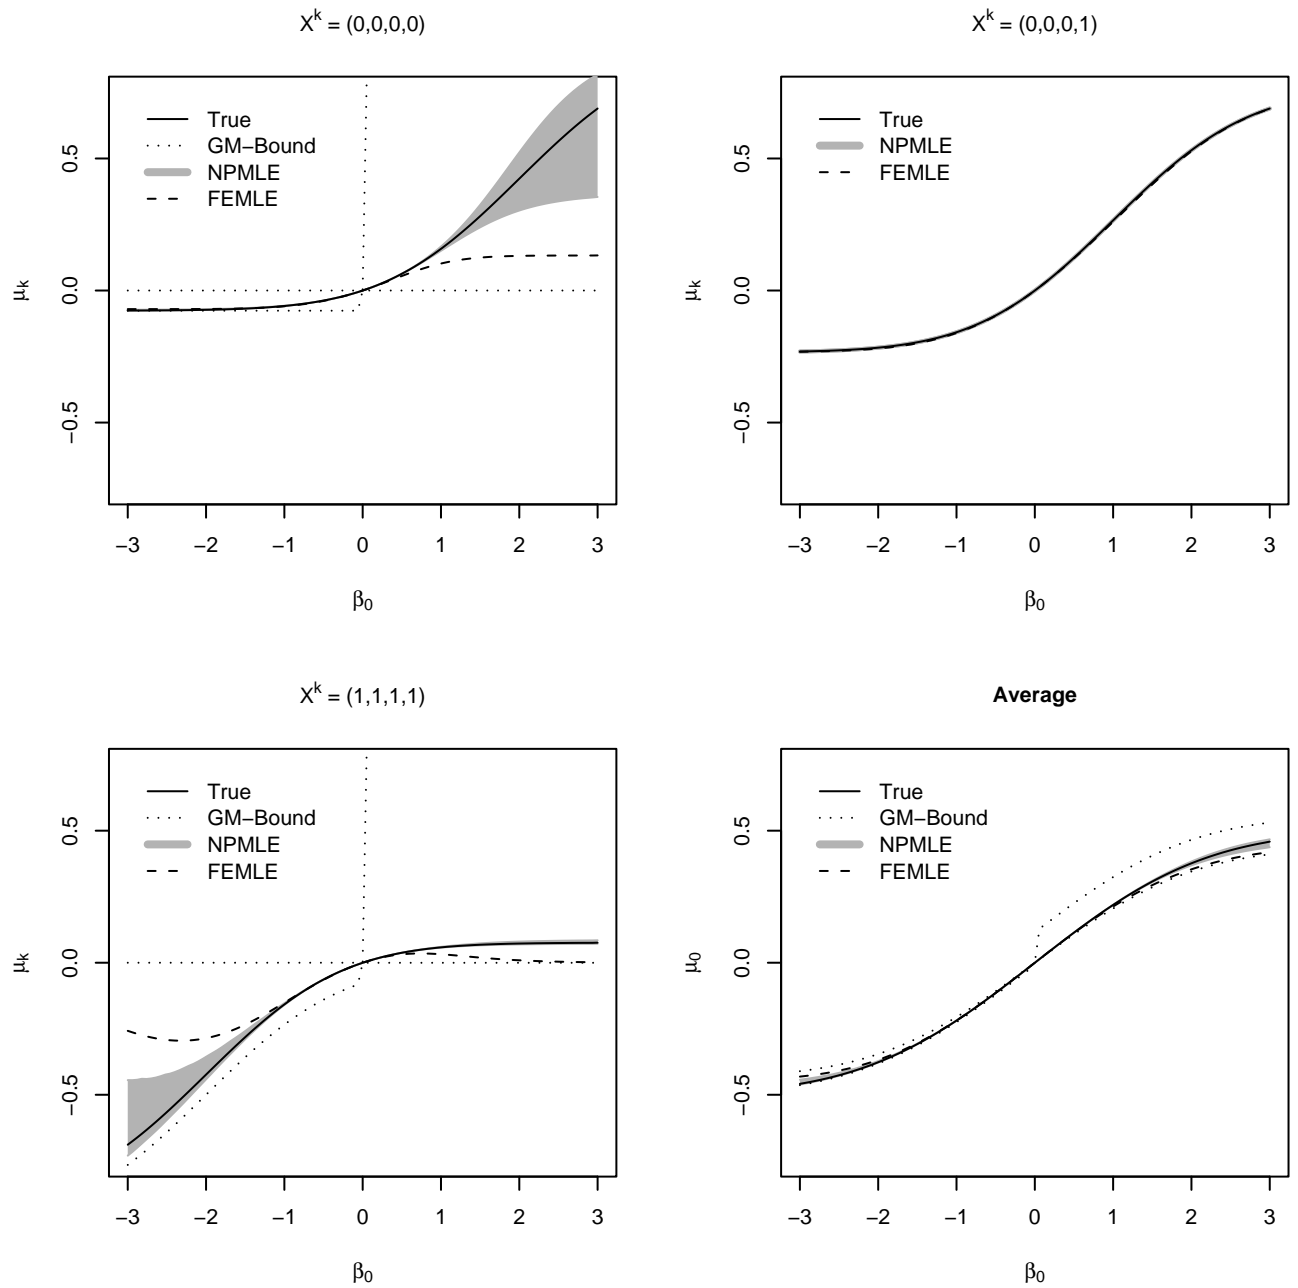 X^k = (0,0,0,0)
True
GM−Bound
NPMLE
FEMLE
0.5
0.0
−0.5
μ_k
−3 −2 −1 0 1 2 3
β_0
X^k = (0,0,0,1)
True
NPMLE
FEMLE
0.5
0.0
−0.5
μ_k
−3 −2 −1 0 1 2 3
β_0
X^k = (1,1,1,1)
True
GM−Bound
NPMLE
FEMLE
0.5
0.0
−0.5
μ_k
−3 −2 −1 0 1 2 3
β_0
Average
True
GM−Bound
NPMLE
FEMLE
0.5
0.0
−0.5
μ_0
−3 −2 −1 0 1 2 3
β_0